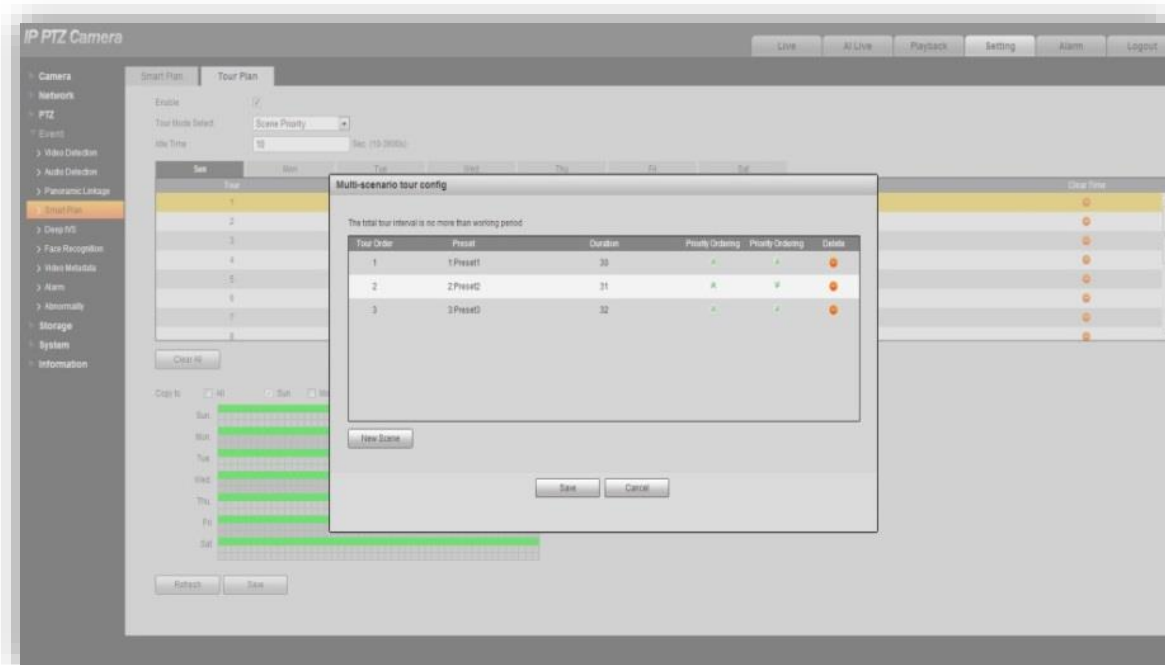 IP PTZ Camera
Live AI Live Playback Setting Alarm Logout
Camera
Network
PTZ
Event
Video Detection
Audio Detection
Panoramic Linkage
Smart Plan
Deep IVS
Face Recognition
Video Metadata
Alarm
Abnormality
Storage
System
Information
Smart Plan Tour Plan
Enable
Tour Mode Select Scene Priority
Idle Time 10 Sec. (10-3600s)
Sun Mon Tue Wed Thu Fri Sat
Tour Clear Time
1
2
3
4
5
6
7
8
Clear All
Copy to All Sun
Sun
Mon
Tue
Wed
Thu
Fri
Sat
Refresh Save
Multi-scenario tour config
The total tour interval is no more than working period
Tour Order Preset Duration Priority Ordering Priority Ordering Delete
1 1:Preset1 30
2 2:Preset2 31
3 3:Preset3 32
New Scene
Save Cancel